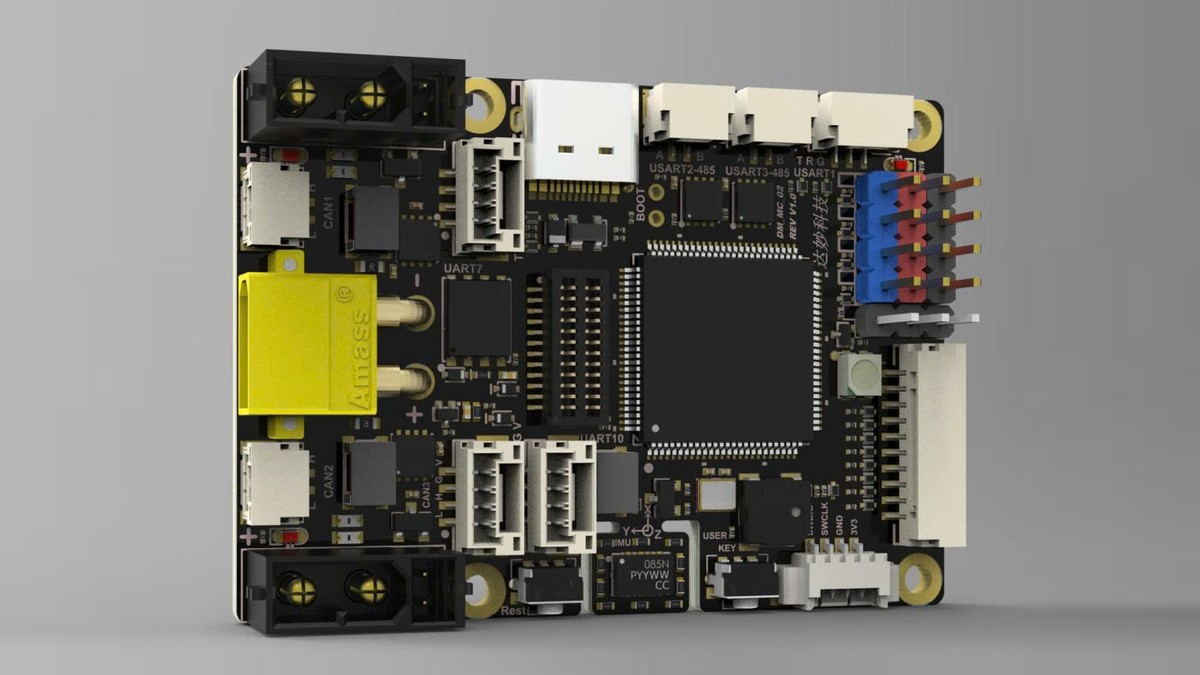 USART2-485
USART3-485
T R G
USART1
A
B
A
B
BOOT
DM_MC_02
REV V1.0
达妙科技
CAN1
UART7
Amass®
UART10
CAN2
CAN3
H G V
G V
SWCLK
GND
3V3
X
Y
Z
IMU
USER
KEY
085N
PYYWW
CC
Rest